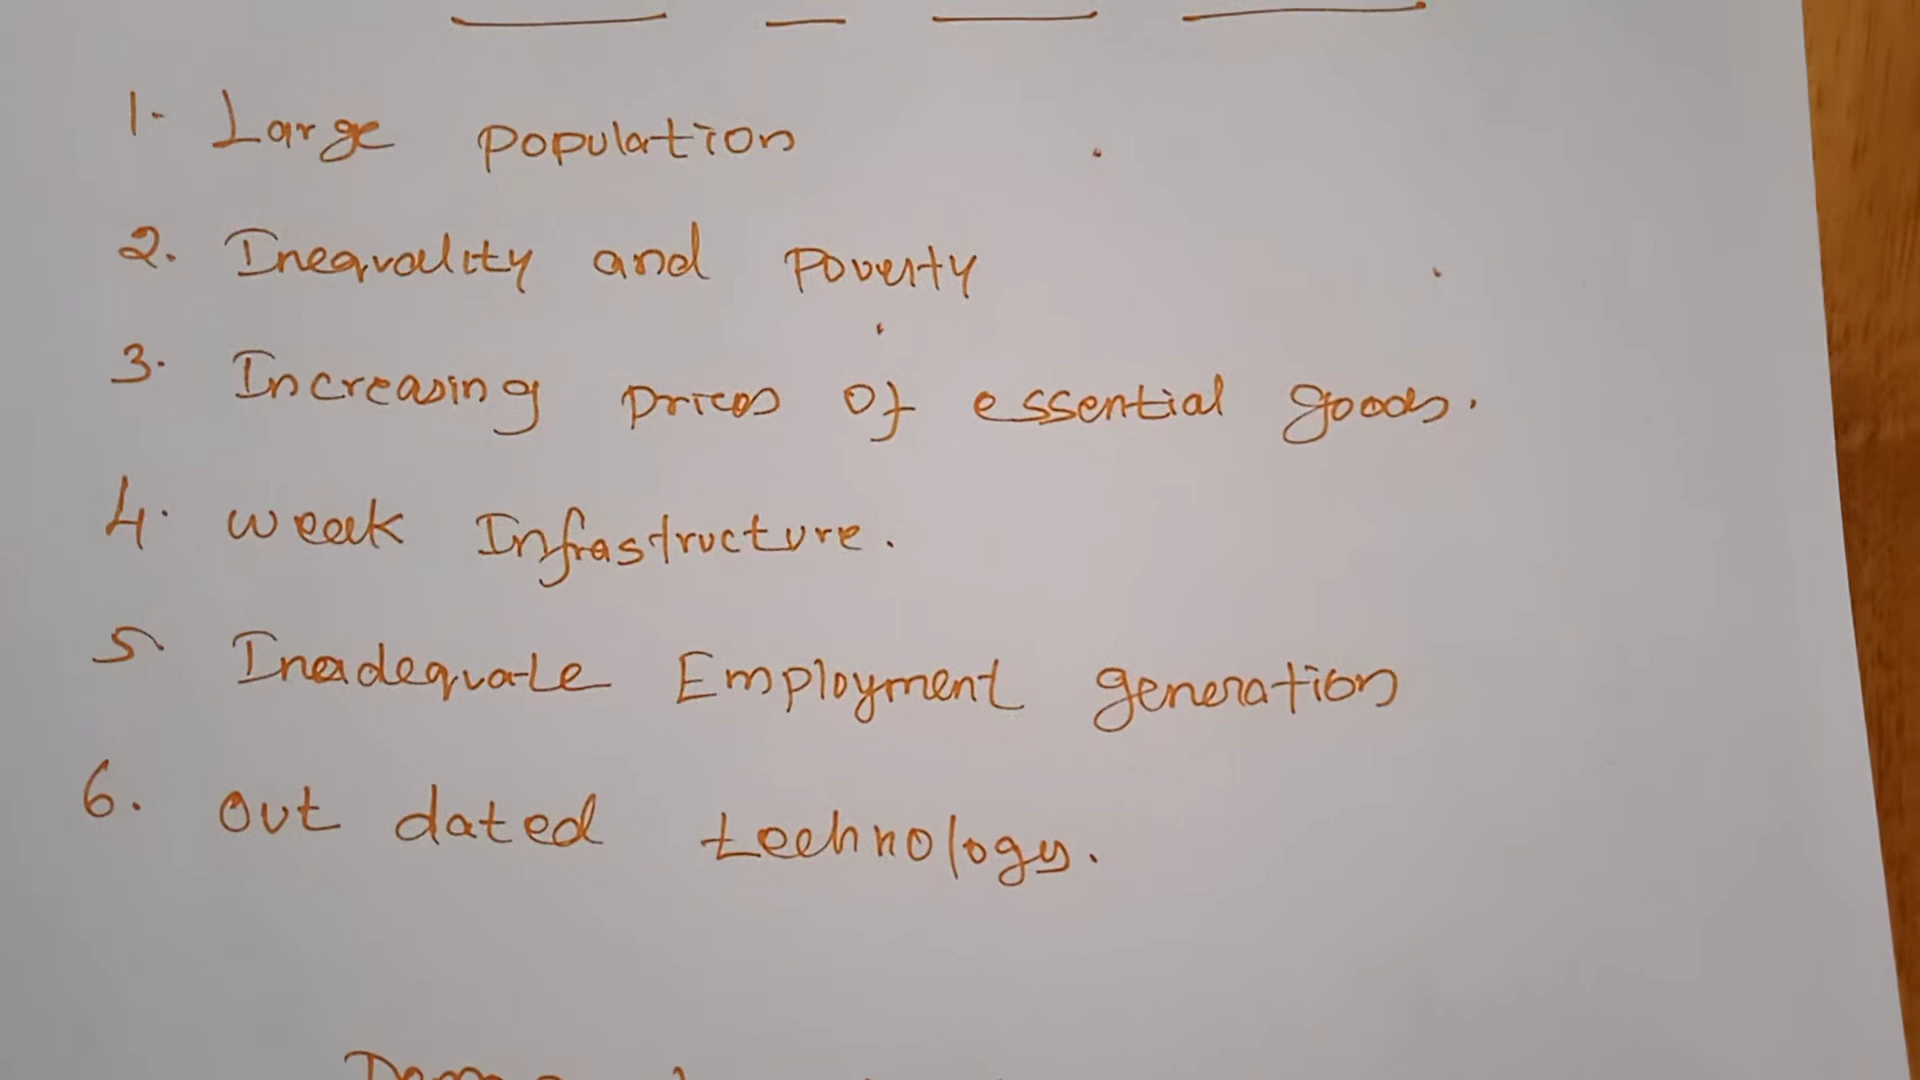 1. Large population
2. Inequality and Poverty
3. Increasing prices of essential goods.
4. weak Infrastructure.
5. Inadequate Employment generation
6. Out dated technology.